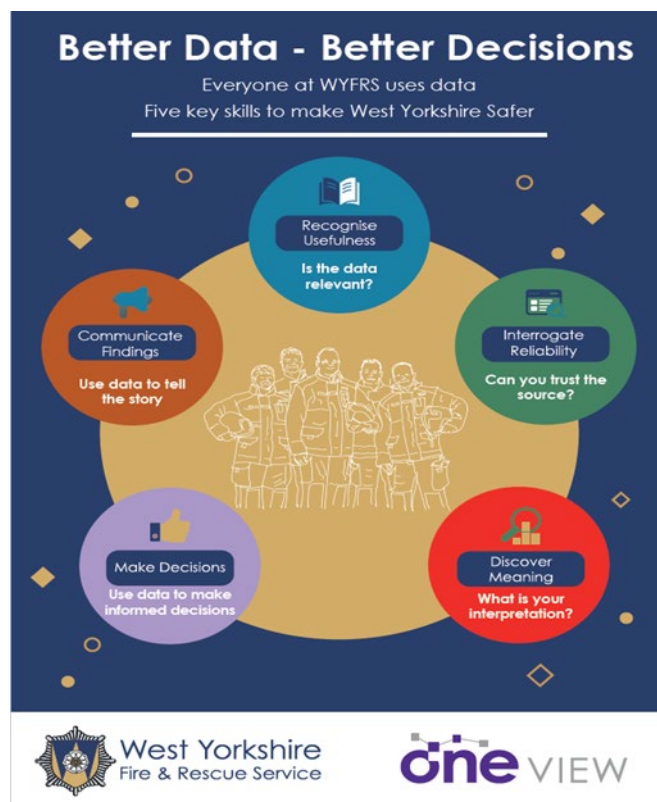 Better Data - Better Decisions
Everyone at WYFRS uses data
Five key skills to make West Yorkshire Safer
Recognise
Usefulness
Is the data
relevant?
Interrogate
Reliability
Can you trust the
source?
Discover
Meaning
What is your
interpretation?
Make Decisions
Use data to make
informed decisions
Communicate
Findings
Use data to tell
the story
West Yorkshire
Fire & Rescue Service
one VIEW